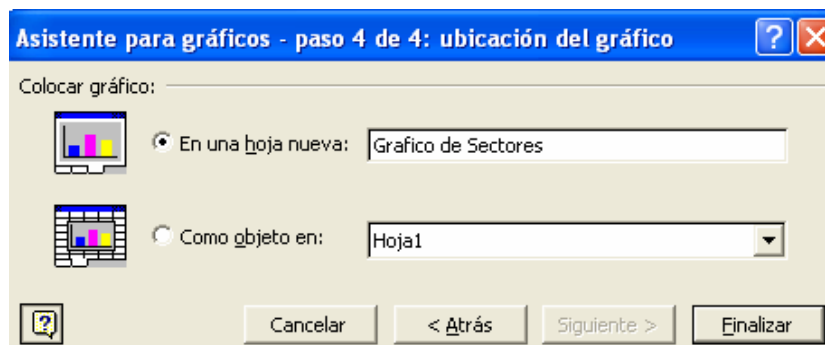 Asistente para gráficos - paso 4 de 4: ubicación del gráfico
Colocar gráfico:
En una hoja nueva: Grafico de Sectores
Como objeto en: Hoja1
Cancelar < Atrás Siguiente > Finalizar